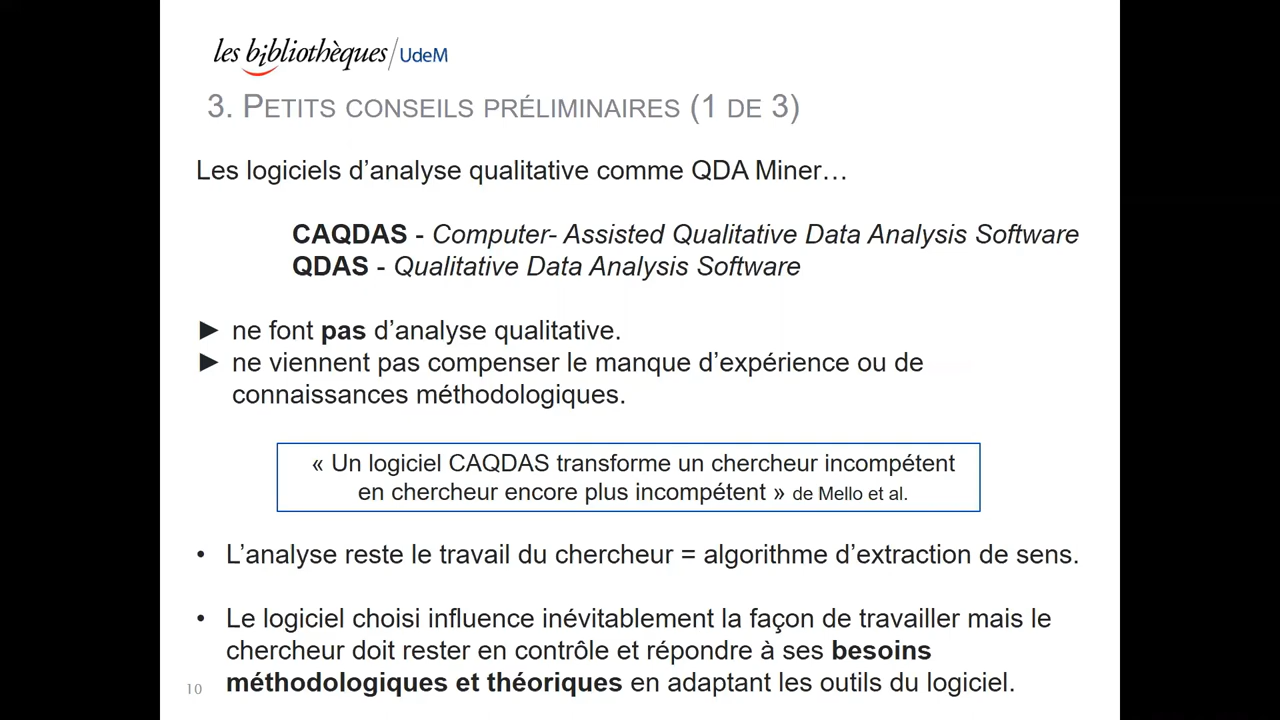 les bibliothèques/UdeM
3. PETITS CONSEILS PRÉLIMINAIRES (1 DE 3)
Les logiciels d’analyse qualitative comme QDA Miner…
CAQDAS - Computer- Assisted Qualitative Data Analysis Software
QDAS - Qualitative Data Analysis Software
► ne font pas d’analyse qualitative.
► ne viennent pas compenser le manque d’expérience ou de
connaissances méthodologiques.
« Un logiciel CAQDAS transforme un chercheur incompétent
en chercheur encore plus incompétent » de Mello et al.
• L’analyse reste le travail du chercheur = algorithme d’extraction de sens.
• Le logiciel choisi influence inévitablement la façon de travailler mais le
chercheur doit rester en contrôle et répondre à ses besoins
méthodologiques et théoriques en adaptant les outils du logiciel.
10